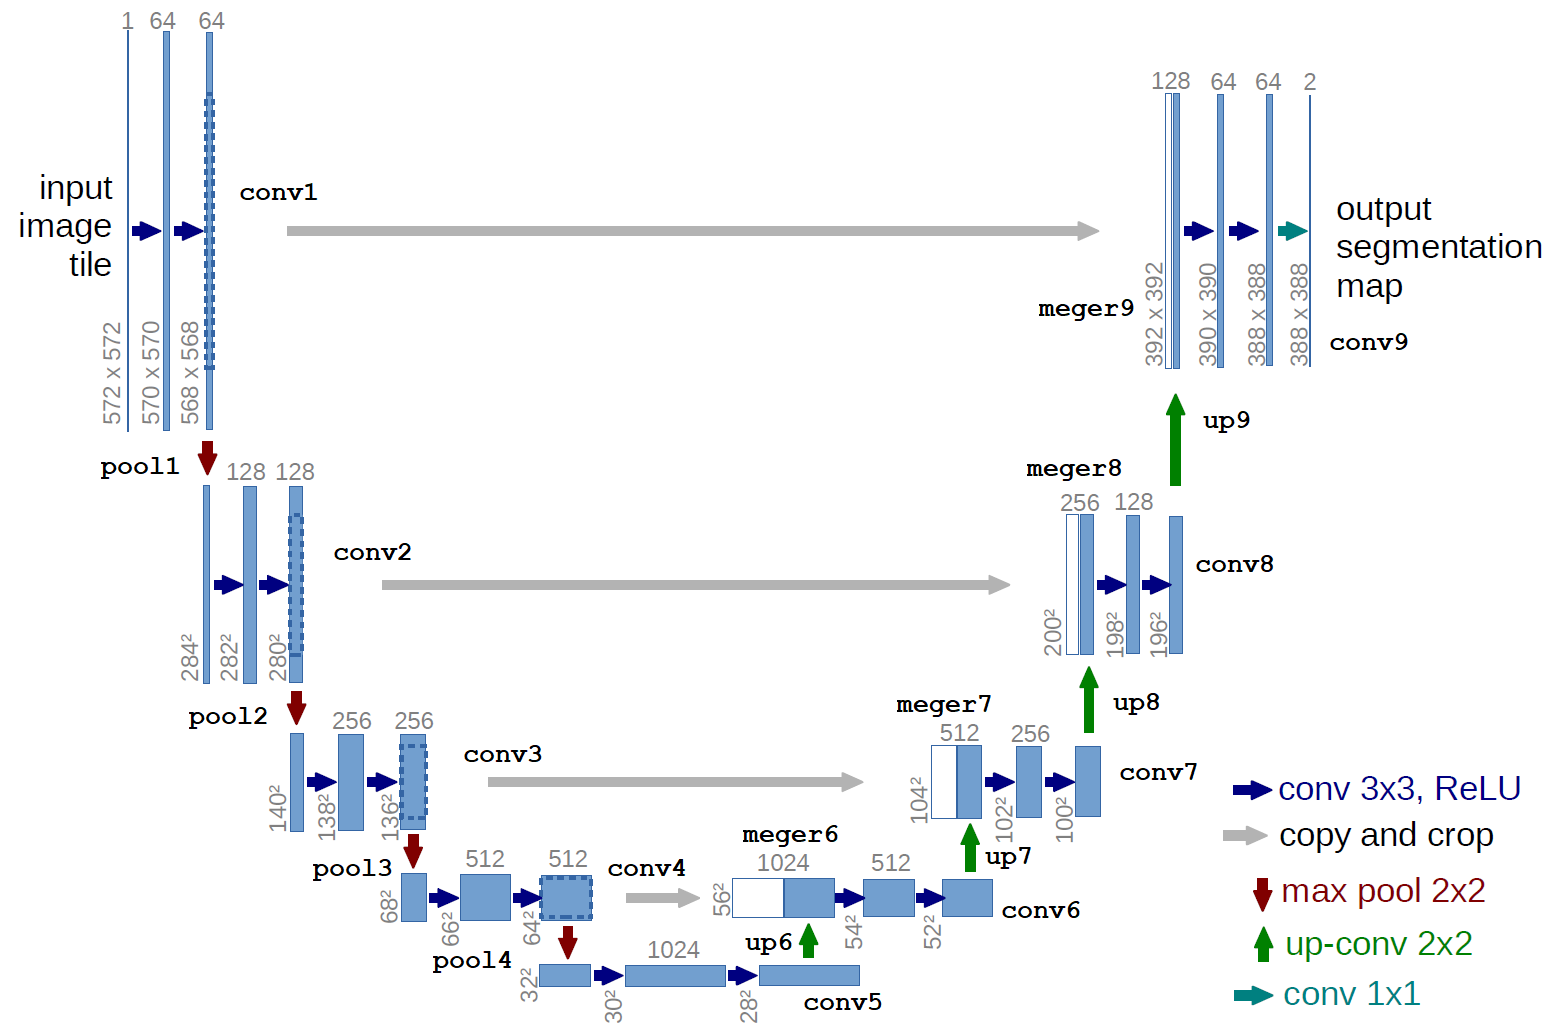 1 64 64
input
image
tile
conv1
572 x 572
570 x 570
568 x 568
128 64 64 2
output
segmentation
map
meger9
392 x 392
390 x 390
388 x 388
388 x 388
conv9
up9
pool1
128 128
conv2
284²
282²
280²
meger8
256 128
conv8
200²
198²
196²
up8
pool2
256 256
conv3
140²
138²
136²
meger7
512 256
conv7
104²
102²
100²
up7
pool3
512 512
conv4
68²
66²
64²
meger6
1024 512
conv6
56²
54²
52²
up6
pool4
1024
32²
30²
28²
conv5
conv 3x3, ReLU
copy and crop
max pool 2x2
up-conv 2x2
conv 1x1